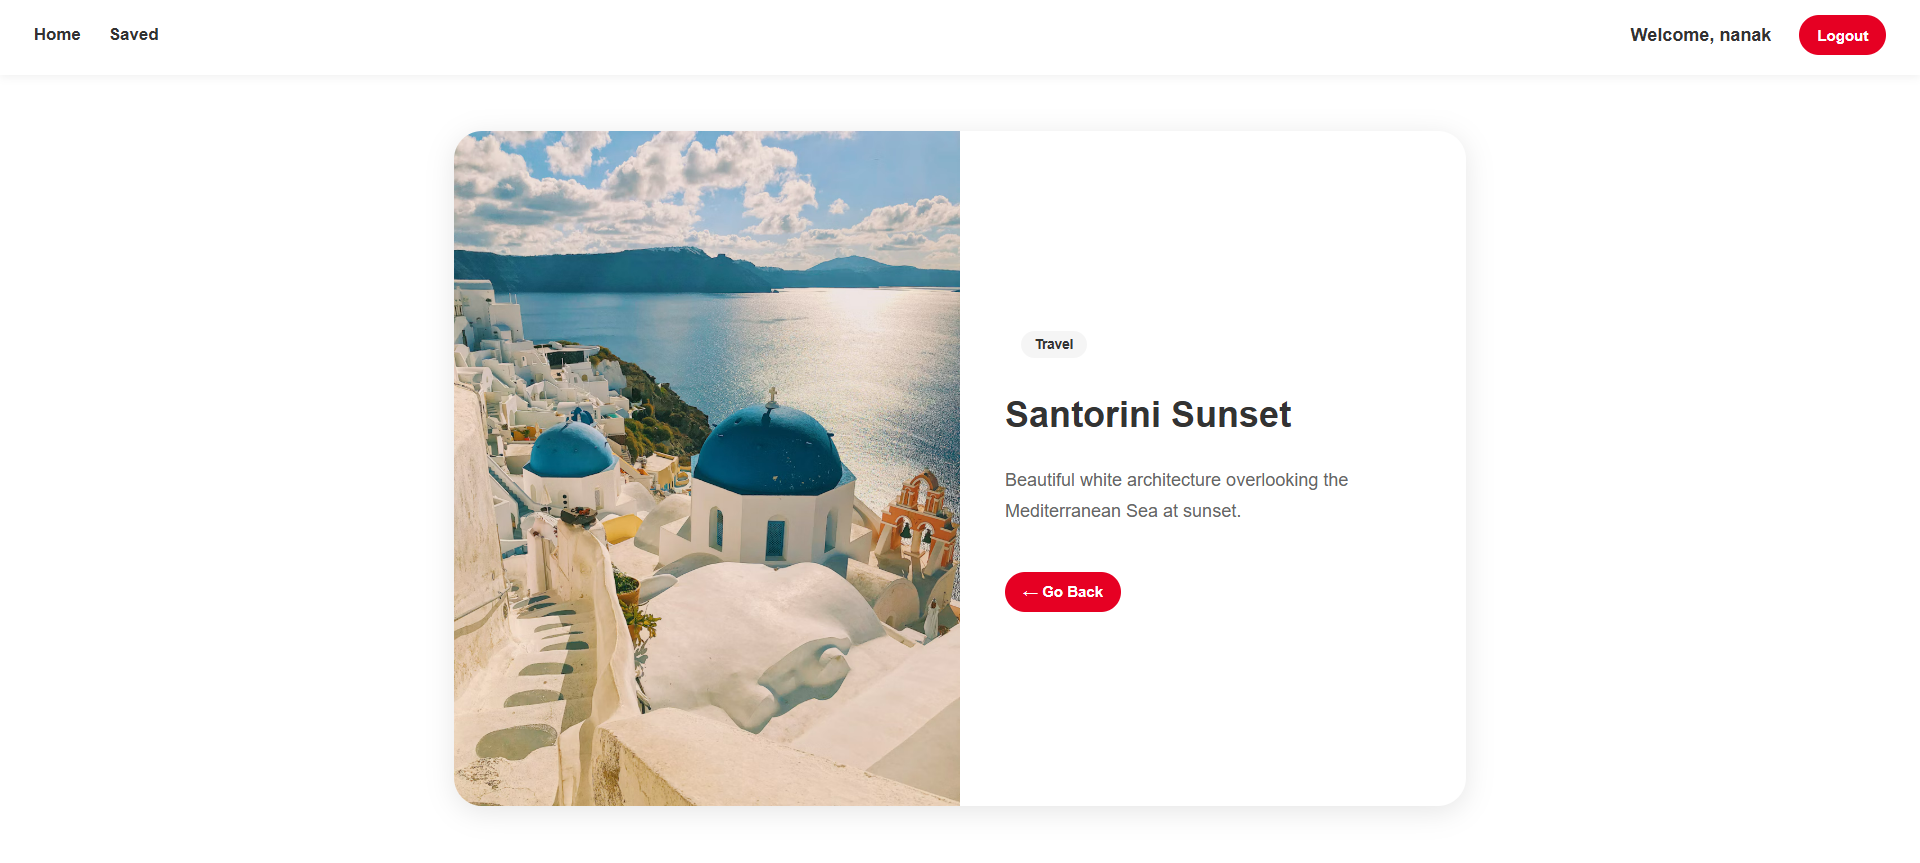 Home Saved Welcome, nanak Logout
Travel
Santorini Sunset
Beautiful white architecture overlooking the
Mediterranean Sea at sunset.
← Go Back